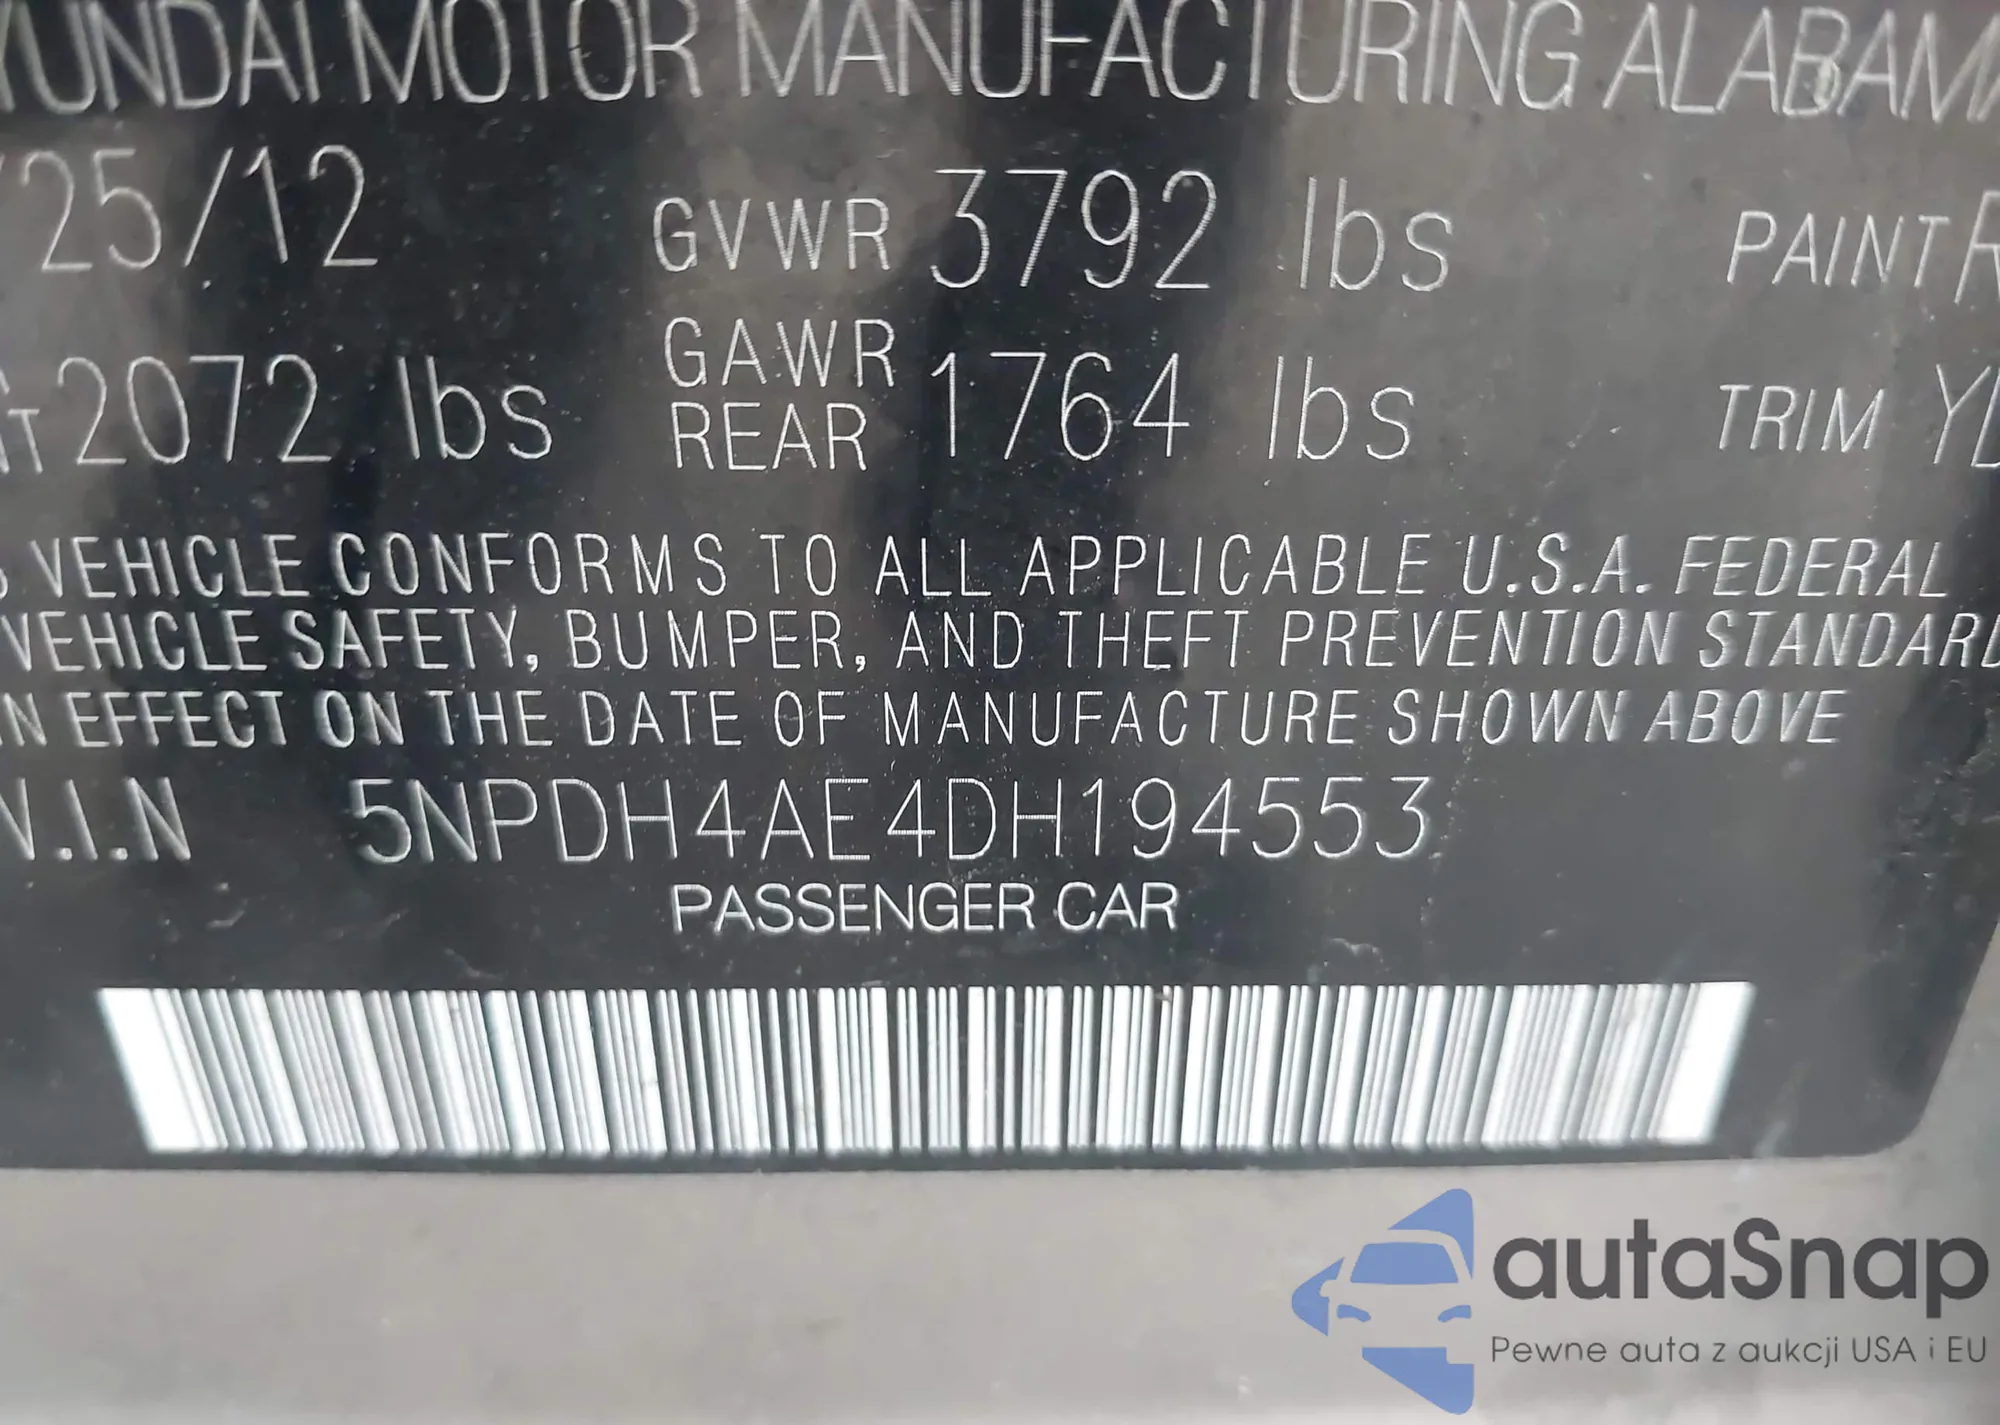 YUNDAI MOTOR MANUFACTURING ALABAMA
/25/12 GVWR 3792 lbs PAINT R
T 2072 lbs GAWR REAR 1764 lbs TRIM
VEHICLE CONFORMS TO ALL APPLICABLE U.S.A. FEDERAL
VEHICLE SAFETY, BUMPER, AND THEFT PREVENTION STANDARD
IN EFFECT ON THE DATE OF MANUFACTURE SHOWN ABOVE
V.I.N 5NPDH4AE4DH194553
PASSENGER CAR
autaSnap
Pewne auta z aukcji USA i EU